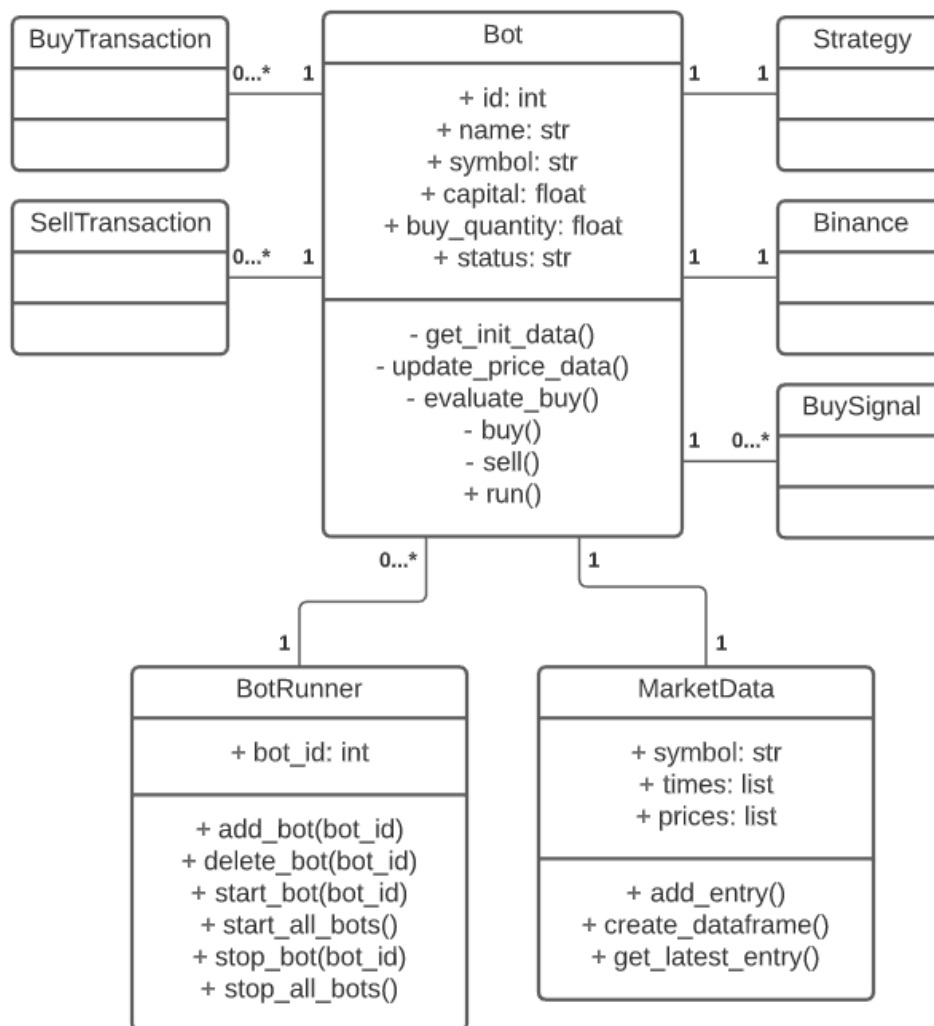 BuyTransaction
0...*
1
SellTransaction
0...*
1
Bot
+ id: int
+ name: str
+ symbol: str
+ capital: float
+ buy_quantity: float
+ status: str
- get_init_data()
- update_price_data()
- evaluate_buy()
- buy()
- sell()
+ run()
1
1
Strategy
1
1
Binance
1
0...*
BuySignal
0...*
1
BotRunner
+ bot_id: int
+ add_bot(bot_id)
+ delete_bot(bot_id)
+ start_bot(bot_id)
+ start_all_bots()
+ stop_bot(bot_id)
+ stop_all_bots()
1
1
MarketData
+ symbol: str
+ times: list
+ prices: list
+ add_entry()
+ create_dataframe()
+ get_latest_entry()